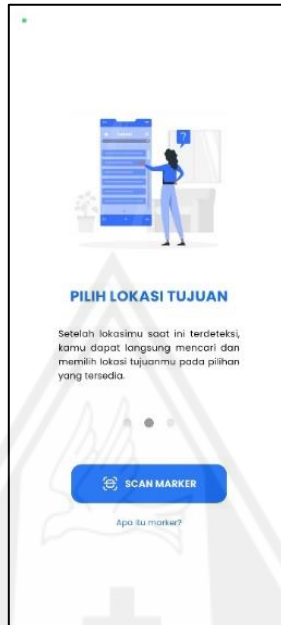 PILIH LOKASI TUJUAN
Setelah lokasimu saat ini terdeteksi,
kamu dapat langsung mencari dan
memilih lokasi tujuanmu pada pilihan
yang tersedia.
SCAN MARKER
Apa itu marker?